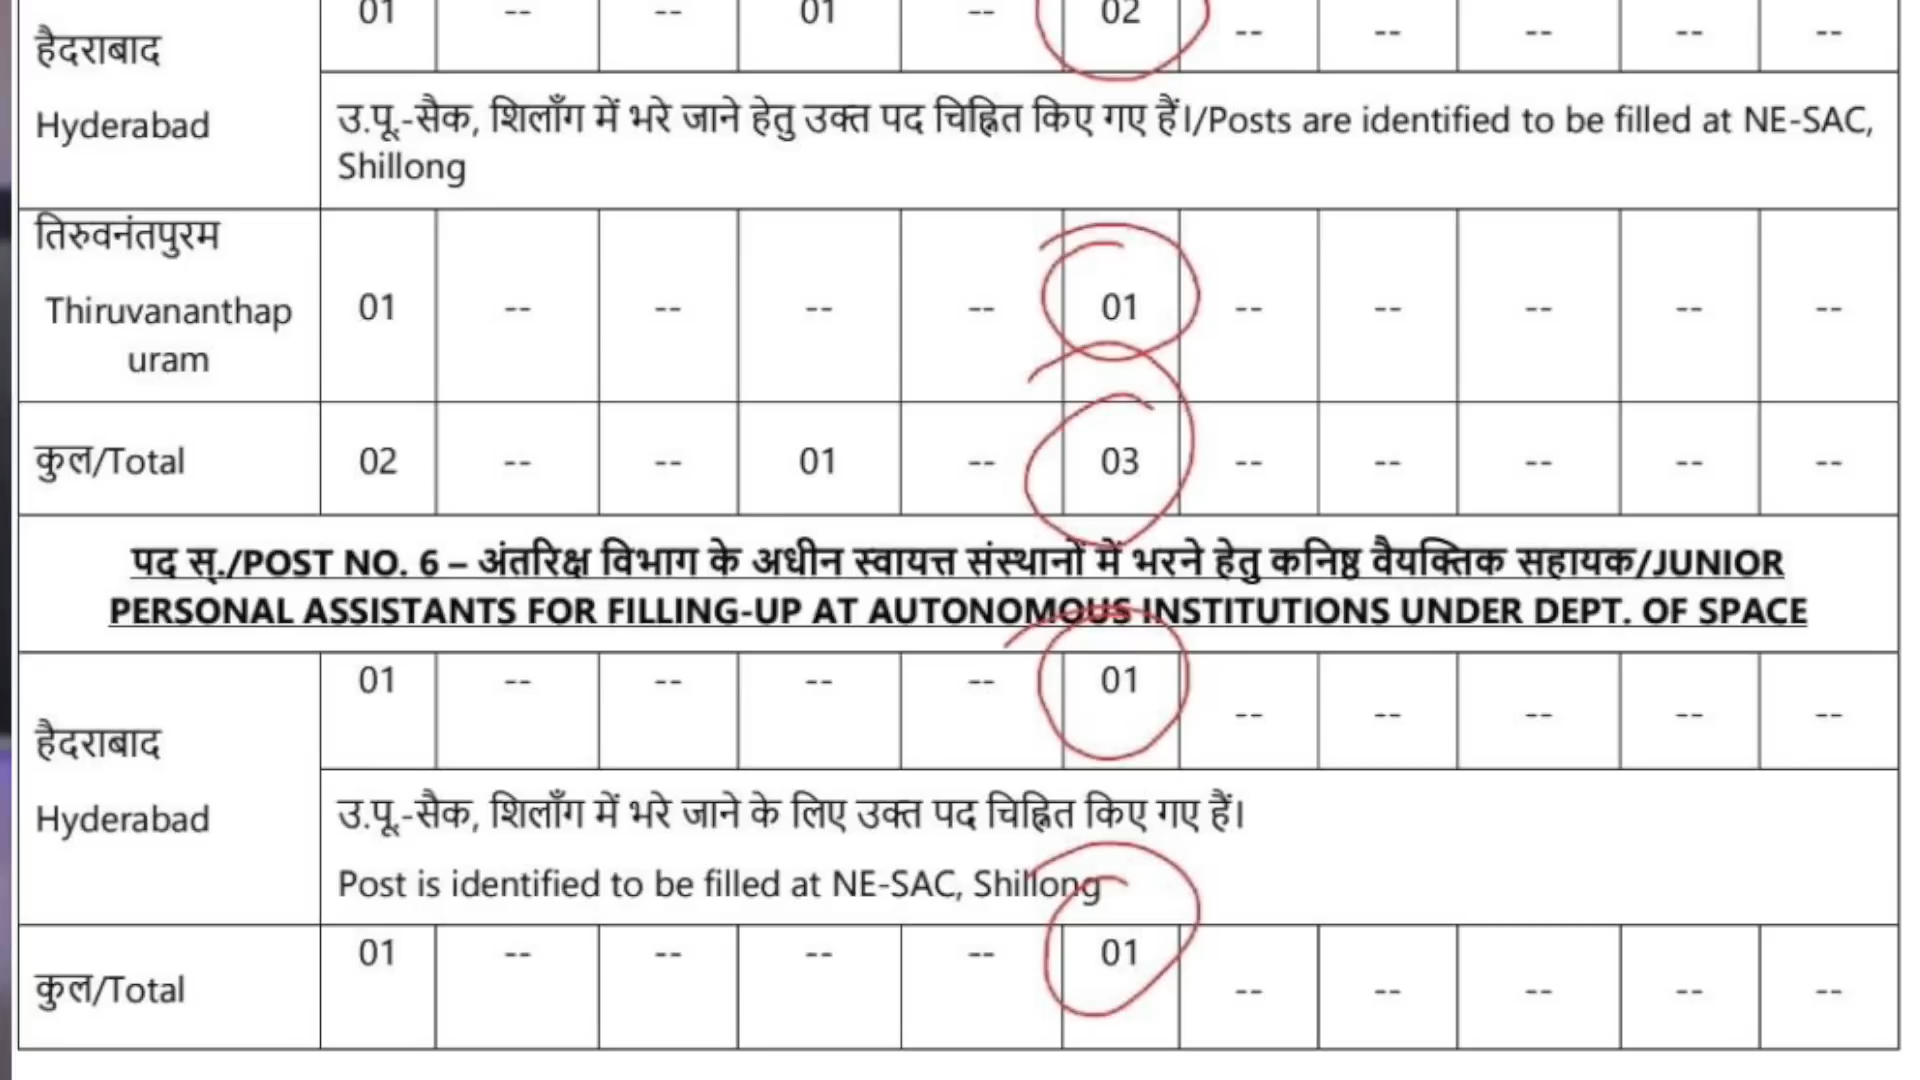 01 -- -- 01 -- 02 -- -- -- -- --
हैदराबाद
Hyderabad
उ.पू.-सैक, शिलाँग में भरे जाने हेतु उक्त पद चिह्नित किए गए हैं।/Posts are identified to be filled at NE-SAC,
Shillong
तिरुवनंतपुरम
Thiruvananthap
uram
01 -- -- -- -- 01 -- -- -- -- --
कुल/Total 02 -- -- 01 -- 03 -- -- -- -- --
पद स्./POST NO. 6 – अंतरिक्ष विभाग के अधीन स्वायत्त संस्थानों में भरने हेतु कनिष्ठ वैयक्तिक सहायक/JUNIOR
PERSONAL ASSISTANTS FOR FILLING-UP AT AUTONOMOUS INSTITUTIONS UNDER DEPT. OF SPACE
01 -- -- -- -- 01 -- -- -- -- --
हैदराबाद
Hyderabad
उ.पू.-सैक, शिलाँग में भरे जाने के लिए उक्त पद चिह्नित किए गए हैं।
Post is identified to be filled at NE-SAC, Shillong
कुल/Total 01 -- -- -- -- 01 -- -- -- -- --